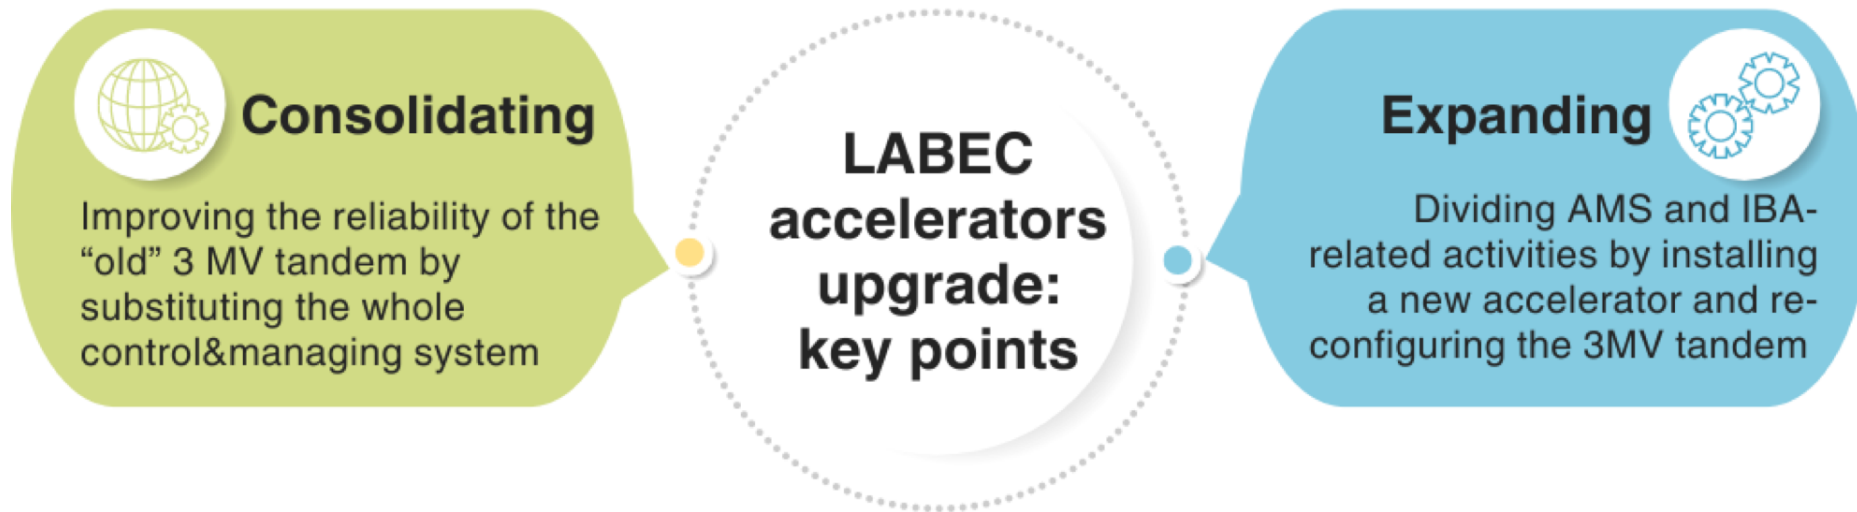 Consolidating
Improving the reliability of the
“old” 3 MV tandem by
substituting the whole
control&managing system
LABEC
accelerators
upgrade:
key points
Expanding
Dividing AMS and IBA-
related activities by installing
a new accelerator and re-
configuring the 3MV tandem